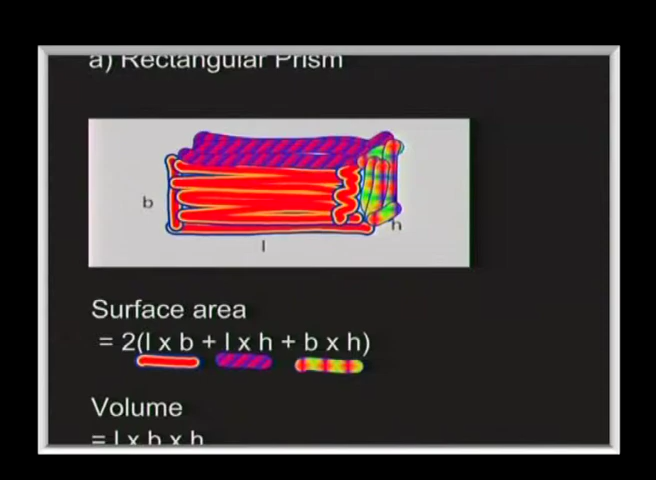 a) Rectangular Prism
b
h
l
Surface area
= 2(l x b + l x h + b x h)
Volume
= l x b x h